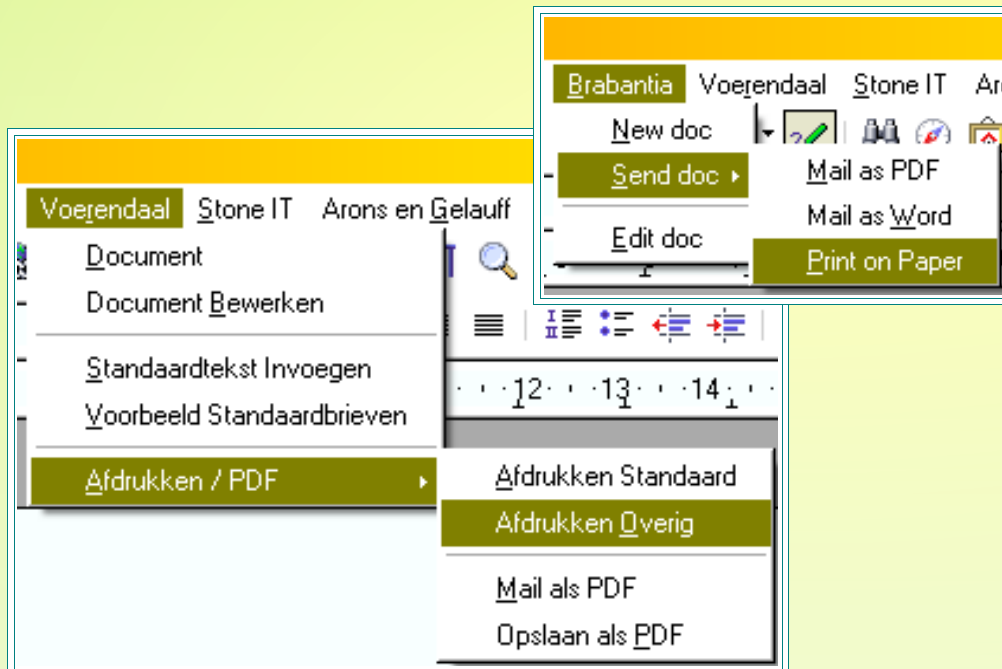 Brabantia Voerendaal Stone IT
New doc
Send doc
Edit doc
Mail as PDF
Mail as Word
Print on Paper
Voerendaal Stone IT Arons en Gelauff
Document
Document Bewerken
Standaardtekst Invoegen
Voorbeeld Standaardbrieven
Afdrukken / PDF
Afdrukken Standaard
Afdrukken Overig
Mail als PDF
Opslaan als PDF
12 13 14